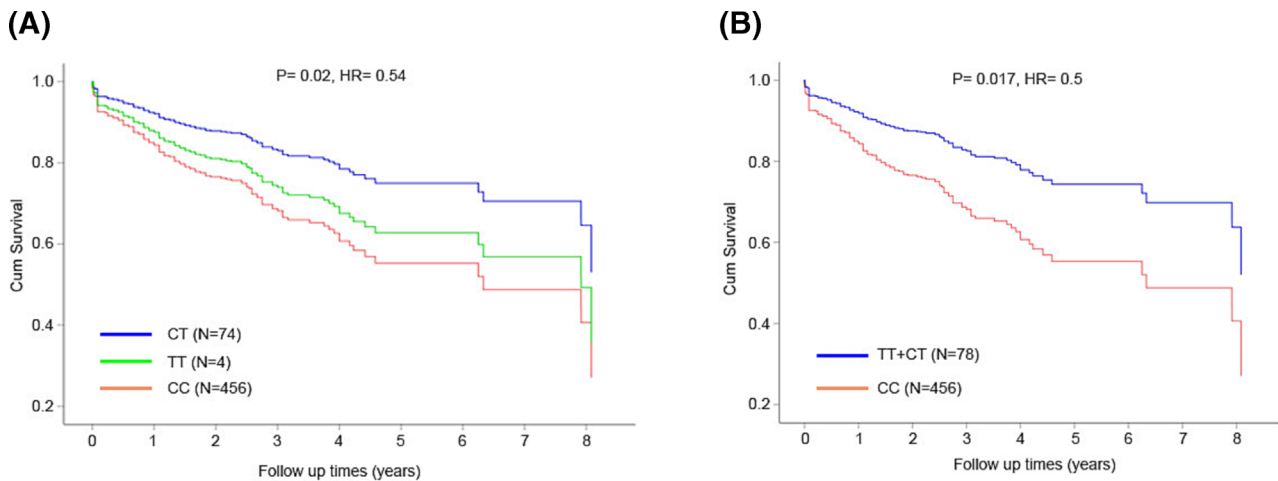 (A)
P= 0.02, HR= 0.54
1.0
0.8
0.6
0.4
0.2
Cum Survival
CT (N=74)
TT (N=4)
CC (N=456)
0 1 2 3 4 5 6 7 8
Follow up times (years)
(B)
P= 0.017, HR= 0.5
1.0
0.8
0.6
0.4
0.2
Cum Survival
TT+CT (N=78)
CC (N=456)
0 1 2 3 4 5 6 7 8
Follow up times (years)